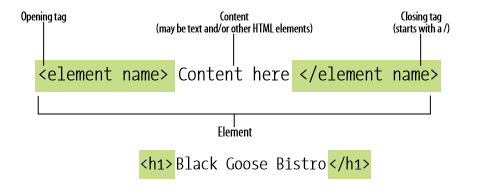 Opening tag
Content
(may be text and/or other HTML elements)
Closing tag
(starts with a /)
<element name> Content here </element name>
Element
<h1>Black Goose Bistro</h1>